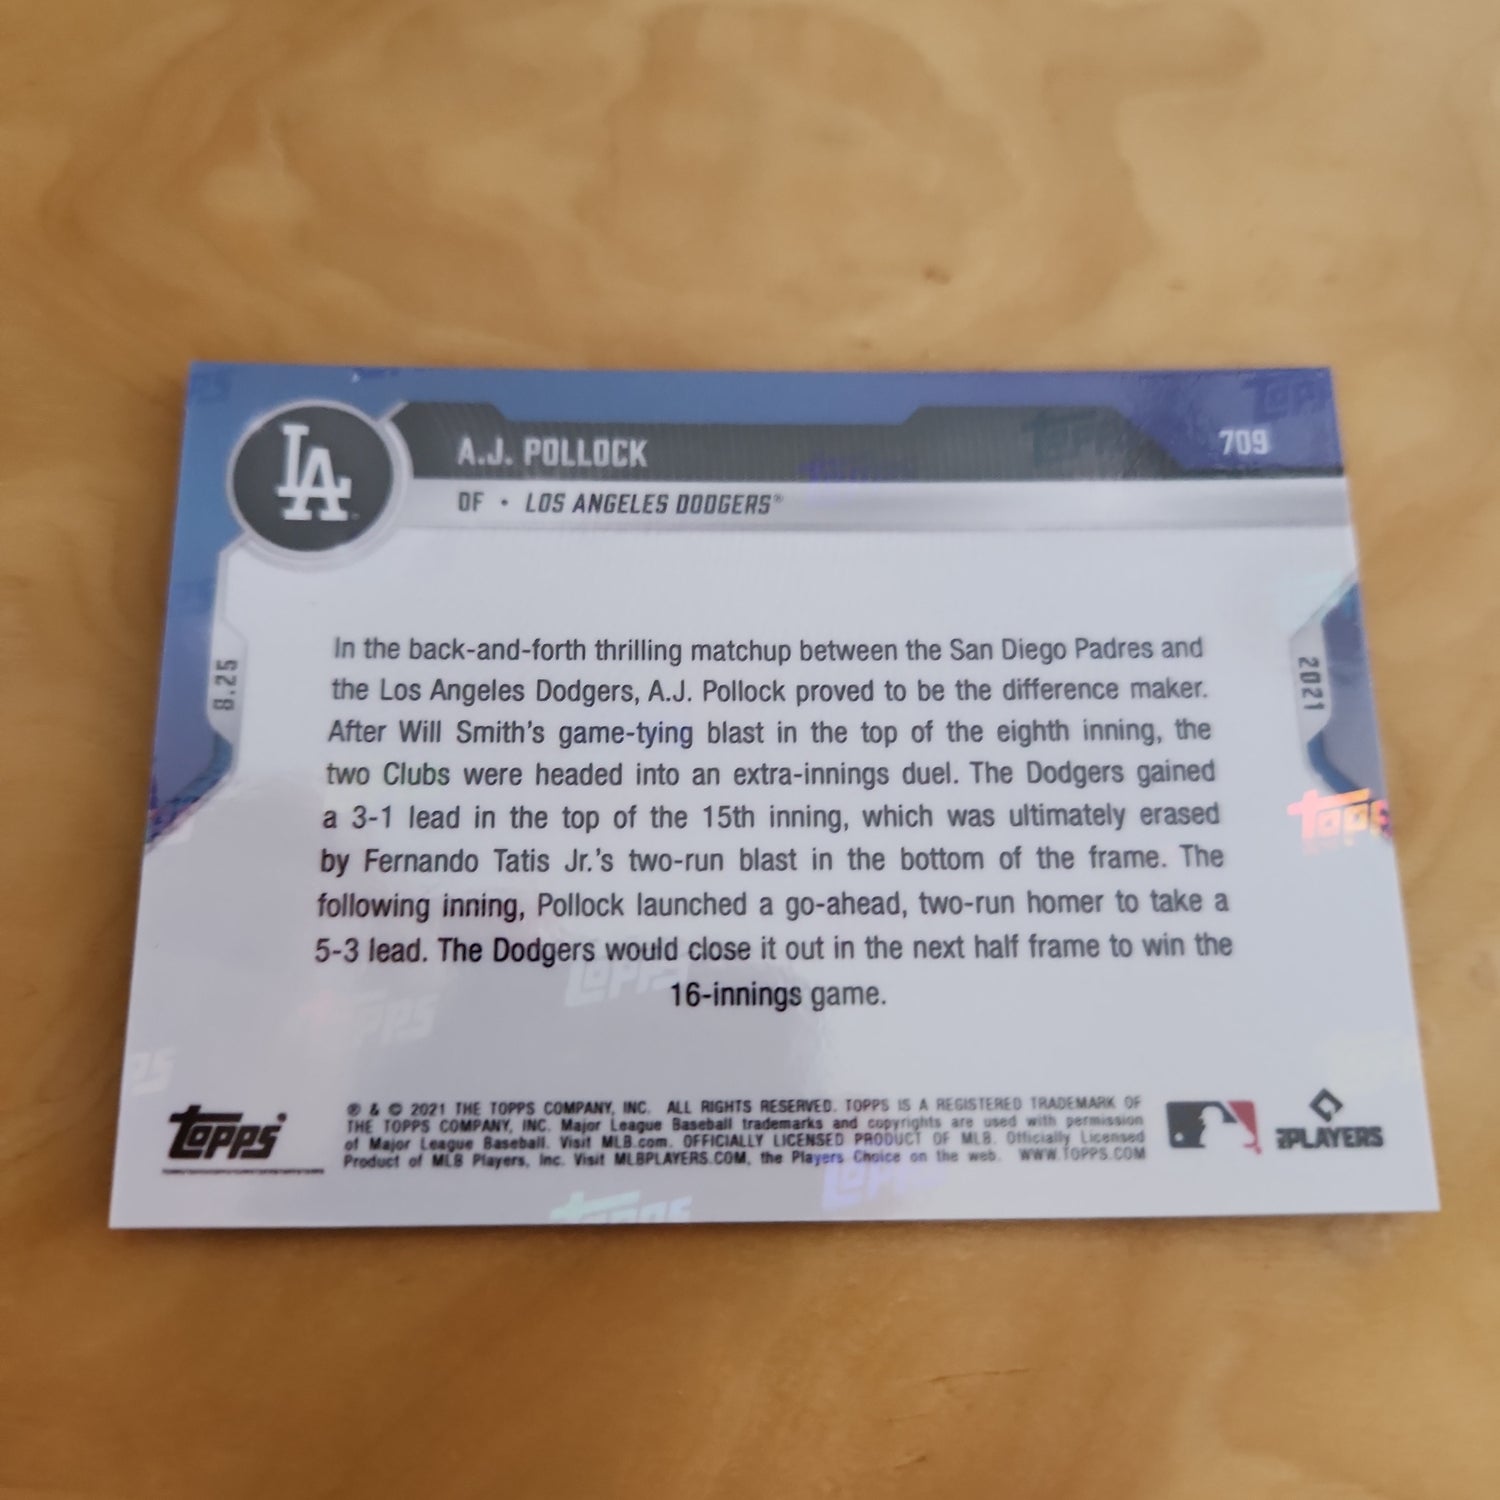 LA
A.J. POLLOCK
709
OF • LOS ANGELES DODGERS®
8.25
2021
In the back-and-forth thrilling matchup between the San Diego Padres and
the Los Angeles Dodgers, A.J. Pollock proved to be the difference maker.
After Will Smith's game-tying blast in the top of the eighth inning, the
two Clubs were headed into an extra-innings duel. The Dodgers gained
a 3-1 lead in the top of the 15th inning, which was ultimately erased
by Fernando Tatis Jr.'s two-run blast in the bottom of the frame. The
following inning, Pollock launched a go-ahead, two-run homer to take a
5-3 lead. The Dodgers would close it out in the next half frame to win the
16-innings game.
Topps
® & © 2021 THE TOPPS COMPANY, INC. ALL RIGHTS RESERVED. TOPPS IS A REGISTERED TRADEMARK OF
THE TOPPS COMPANY, INC. Major League Baseball trademarks and copyrights are used with permission
of Major League Baseball. Visit MLB.com. OFFICIALLY LICENSED PRODUCT OF MLB. Officially Licensed
Product of MLB Players, Inc. Visit MLBPLAYERS.COM, the Players Choice on the web. WWW.TOPPS.COM
PLAYERS